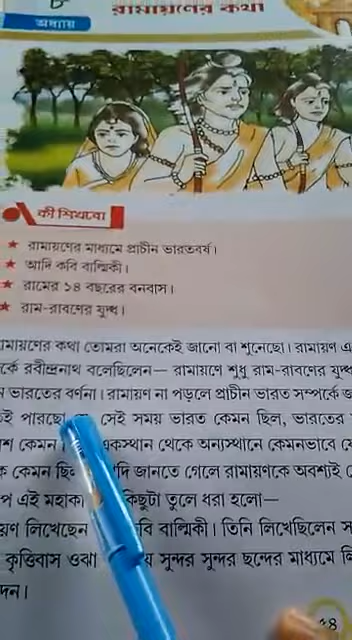 ৮
অধ্যায়
রামায়ণের কথা
কী শিখবো
★ রামায়ণের মাধ্যমে প্রাচীন ভারতবর্ষ।
★ আদি কবি বাল্মিকী।
★ রামের ১৪ বছরের বনবাস।
★ রাম-রাবণের যুদ্ধ।
মায়ণের কথা তোমরা অনেকেই জানো বা শুনেছো। রামায়ণ এ
র্কে রবীন্দ্রনাথ বলেছিলেন— রামায়ণে শুধু রাম-রাবণের যুদ্ধ
ন ভারতের বর্ণনা। রামায়ণ না পড়লে প্রাচীন ভারত সম্পর্কে জ
ই পারছো সেই সময় ভারত কেমন ছিল, ভারতের
শ কেমন একস্থান থেকে অন্যস্থানে কেমনভাবে যে
ক কেমন জানতে গেলে রামায়ণকে অবশ্যই
প এই কিছুটা তুলে ধরা হলো—
য়ণ লিখেছেন বি বাল্মিকী। তিনি লিখেছিলেন স
কৃত্তিবাস ওঝা য় সুন্দর সুন্দর ছন্দের মাধ্যমে লি
দন।